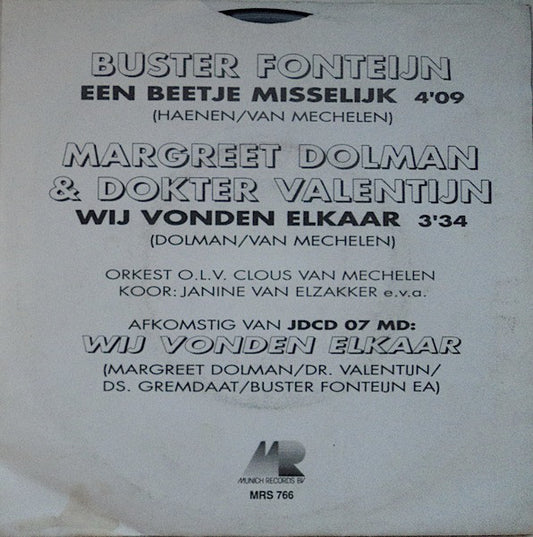 BUSTER FONTEIJN
EEN BEETJE MISSELIJK 4'09
(HAENEN/VAN MECHELEN)
MARGREET DOLMAN
& DOKTER VALENTIJN
WIJ VONDEN ELKAAR 3'34
(DOLMAN/VAN MECHELEN)
ORKEST O.L.V. CLOUS VAN MECHELEN
KOOR: JANINE VAN ELZAKKER e.v.a.
AFKOMSTIG VAN JDCD 07 MD:
WIJ VONDEN ELKAAR
(MARGREET DOLMAN/DR. VALENTIJN/
DS. GREMDAAT/BUSTER FONTEIJN EA)
MR
MUNICH RECORDS BV
MRS 766